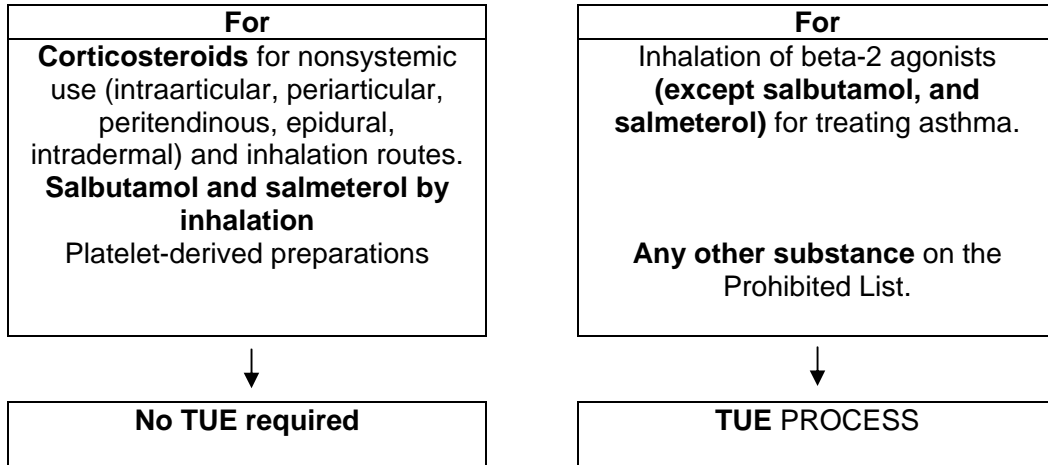 For
Corticosteroids for nonsystemic
use (intraarticular, periarticular,
peritendinous, epidural,
intradermal) and inhalation routes.
Salbutamol and salmeterol by
inhalation
Platelet-derived preparations
No TUE required
For
Inhalation of beta-2 agonists
(except salbutamol, and
salmeterol) for treating asthma.
Any other substance on the
Prohibited List.
TUE PROCESS